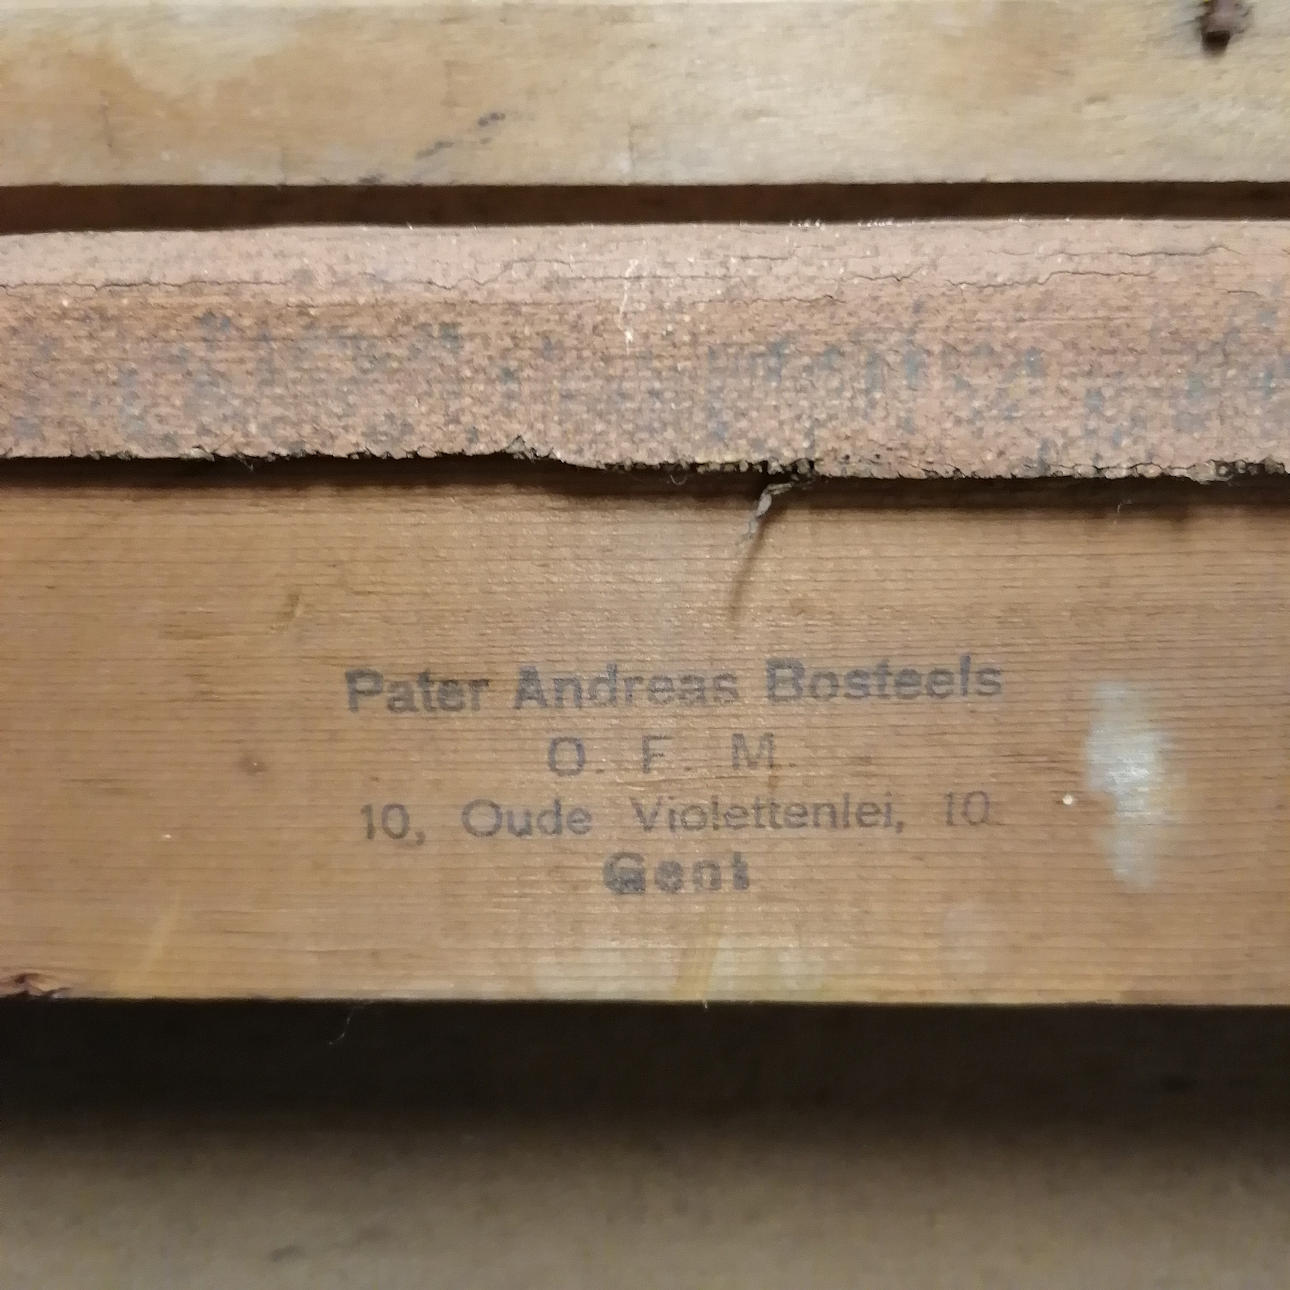 Pater Andreas Bosteels
O. F. M.
10, Oude Violettenlei, 10.
Gent